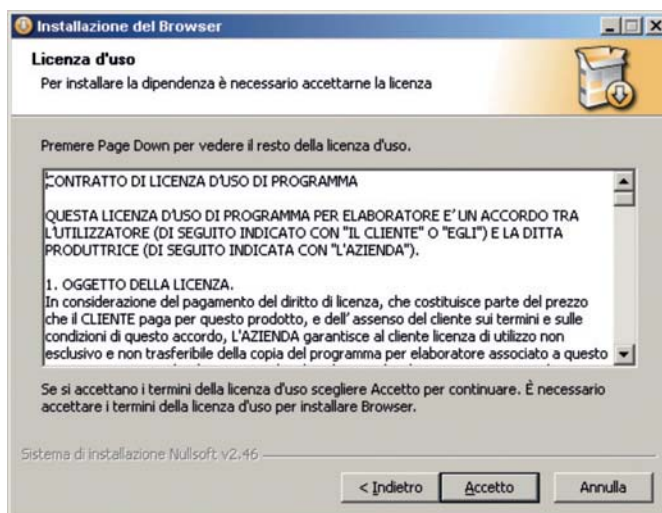 Installazione del Browser
Licenza d'uso
Per installare la dipendenza è necessario accettarne la licenza
Premere Page Down per vedere il resto della licenza d'uso.
CONTRATTO DI LICENZA D'USO DI PROGRAMMA
QUESTA LICENZA D'USO DI PROGRAMMA PER ELABORATORE E' UN ACCORDO TRA
L'UTILIZZATORE (DI SEGUITO INDICATO CON "IL CLIENTE" O "EGLI") E LA DITTA
PRODUTTRICE (DI SEGUITO INDICATA CON "L'AZIENDA").
1. OGGETTO DELLA LICENZA.
In considerazione del pagamento del diritto di licenza, che costituisce parte del prezzo
che il CLIENTE paga per questo prodotto, e dell' assenso del cliente sui termini e sulle
condizioni di questo accordo, L'AZIENDA garantisce al cliente licenza di utilizzo non
esclusivo e non trasferibile della copia del programma per elaboratore associato a questo
Se si accettano i termini della licenza d'uso scegliere Accetto per continuare. È necessario
accettare i termini della licenza d'uso per installare Browser.
Sistema di installazione Nullsoft v2.46
< Indietro
Accetto
Annulla